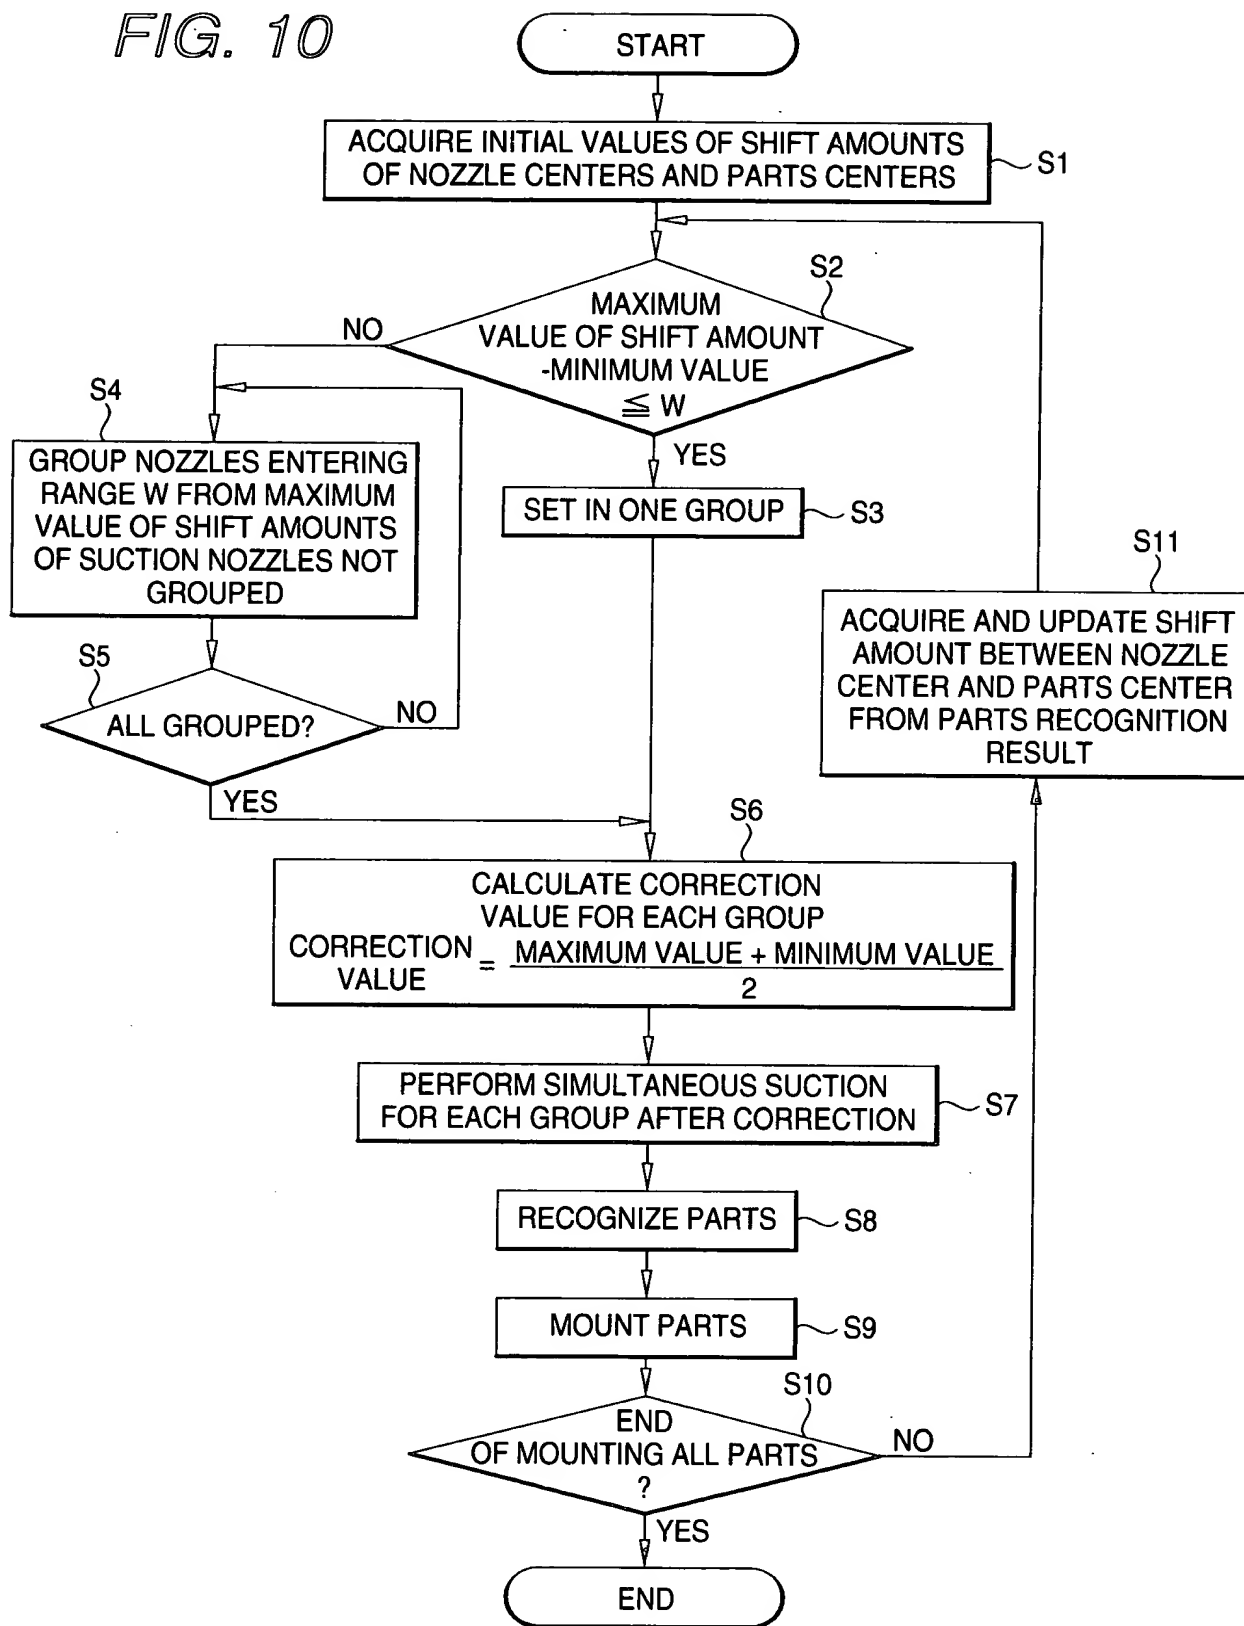 FIG. 10
START
ACQUIRE INITIAL VALUES OF SHIFT AMOUNTS
OF NOZZLE CENTERS AND PARTS CENTERS
S1
S2
MAXIMUM
VALUE OF SHIFT AMOUNT
-MINIMUM VALUE
≦ W
NO
YES
S4
GROUP NOZZLES ENTERING
RANGE W FROM MAXIMUM
VALUE OF SHIFT AMOUNTS
OF SUCTION NOZZLES NOT
GROUPED
SET IN ONE GROUP
S3
S5
ALL GROUPED?
NO
YES
S11
ACQUIRE AND UPDATE SHIFT
AMOUNT BETWEEN NOZZLE
CENTER AND PARTS CENTER
FROM PARTS RECOGNITION
RESULT
S6
CALCULATE CORRECTION
VALUE FOR EACH GROUP
CORRECTION
VALUE
=
MAXIMUM VALUE + MINIMUM VALUE
2
PERFORM SIMULTANEOUS SUCTION
FOR EACH GROUP AFTER CORRECTION
S7
RECOGNIZE PARTS
S8
MOUNT PARTS
S9
S10
END
OF MOUNTING ALL PARTS
?
NO
YES
END